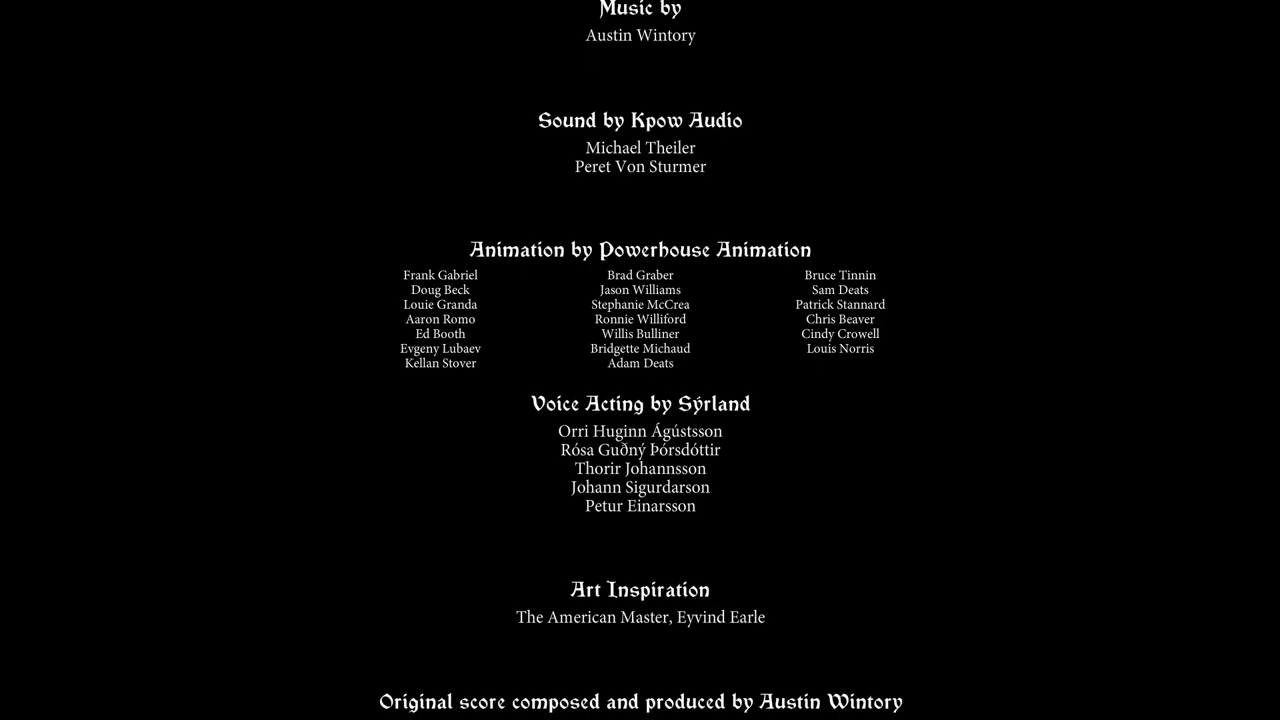 Music by
Austin Wintory
Sound by Kpow Audio
Michael Theiler
Peret Von Sturmer
Animation by Powerhouse Animation
Frank Gabriel
Doug Beck
Louie Granda
Aaron Romo
Ed Booth
Evgeny Lubaev
Kellan Stover
Brad Graber
Jason Williams
Stephanie McCrea
Ronnie Williford
Willis Bulliner
Bridgette Michaud
Adam Deats
Bruce Tinnin
Sam Deats
Patrick Stannard
Chris Beaver
Cindy Crowell
Louis Norris
Voice Acting by Sýrland
Orri Huginn Ágústsson
Rósa Guðný Þórsdóttir
Thorir Johannsson
Johann Sigurdarson
Petur Einarsson
Art Inspiration
The American Master, Eyvind Earle
Original score composed and produced by Austin Wintory